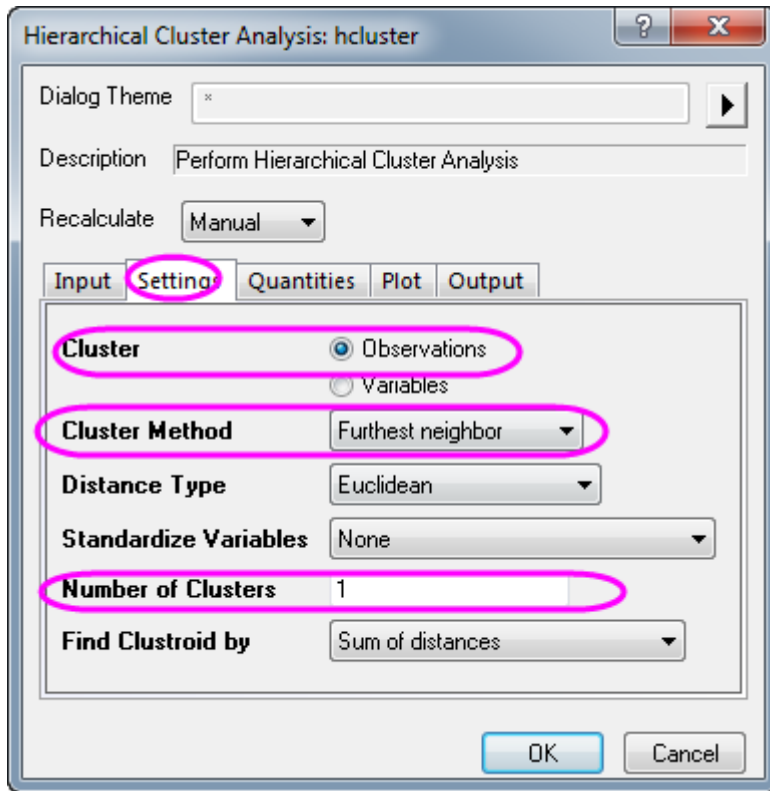 Hierarchical Cluster Analysis: hcluster
Dialog Theme *
Description Perform Hierarchical Cluster Analysis
Recalculate Manual
Input Settings Quantities Plot Output
Cluster Observations
Variables
Cluster Method Furthest neighbor
Distance Type Euclidean
Standardize Variables None
Number of Clusters 1
Find Clustroid by Sum of distances
OK Cancel